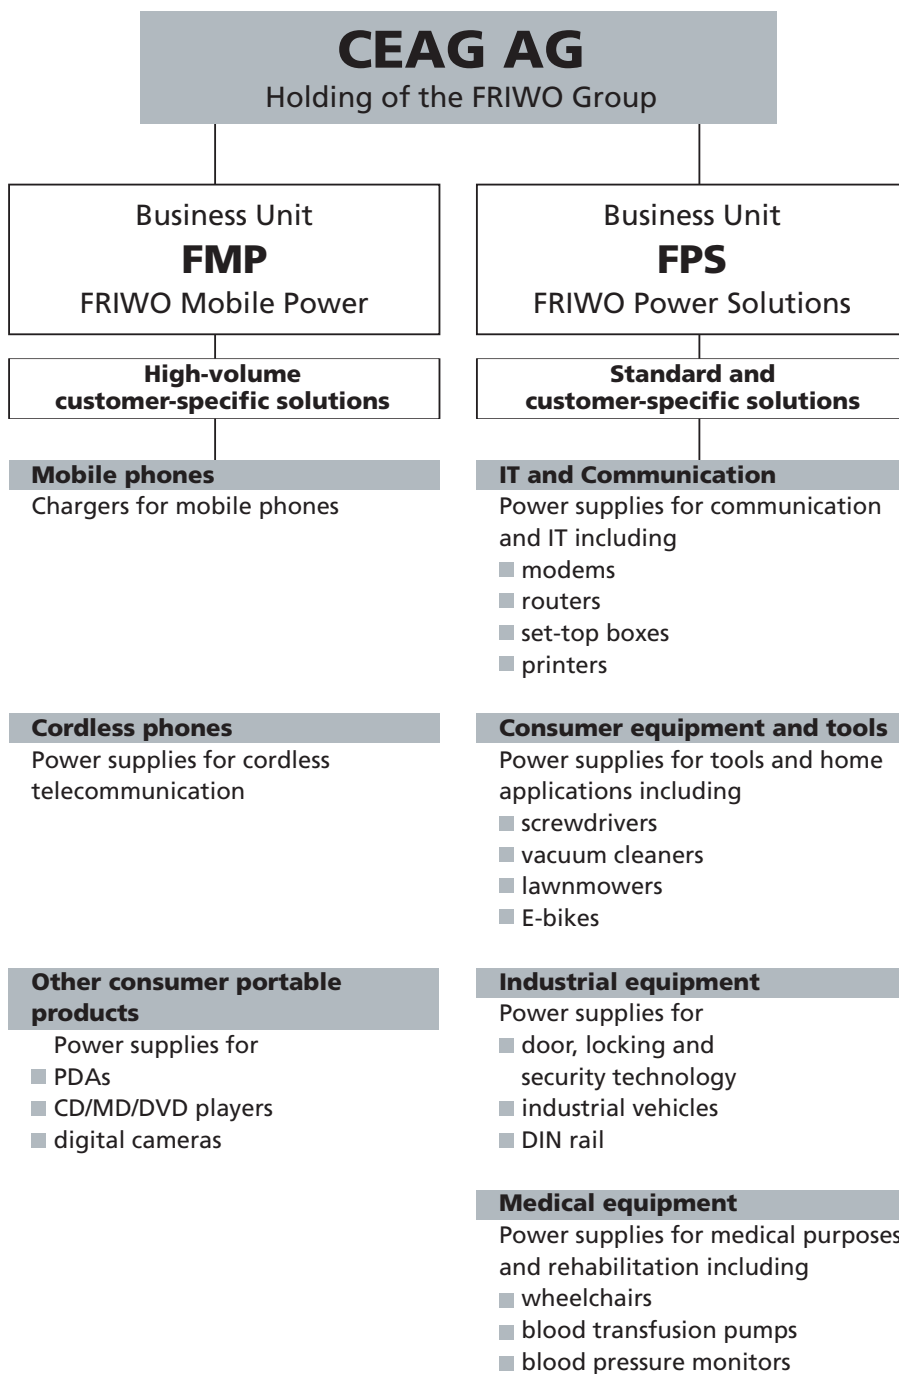 CEAG AG
Holding of the FRIWO Group
Business Unit
FMP
FRIWO Mobile Power
High-volume
customer-specific solutions
Mobile phones
Chargers for mobile phones
Cordless phones
Power supplies for cordless
telecommunication
Other consumer portable
products
Power supplies for
PDAs
CD/MD/DVD players
digital cameras
Business Unit
FPS
FRIWO Power Solutions
Standard and
customer-specific solutions
IT and Communication
Power supplies for communication
and IT including
modems
routers
set-top boxes
printers
Consumer equipment and tools
Power supplies for tools and home
applications including
screwdrivers
vacuum cleaners
lawnmowers
E-bikes
Industrial equipment
Power supplies for
door, locking and
security technology
industrial vehicles
DIN rail
Medical equipment
Power supplies for medical purposes
and rehabilitation including
wheelchairs
blood transfusion pumps
blood pressure monitors